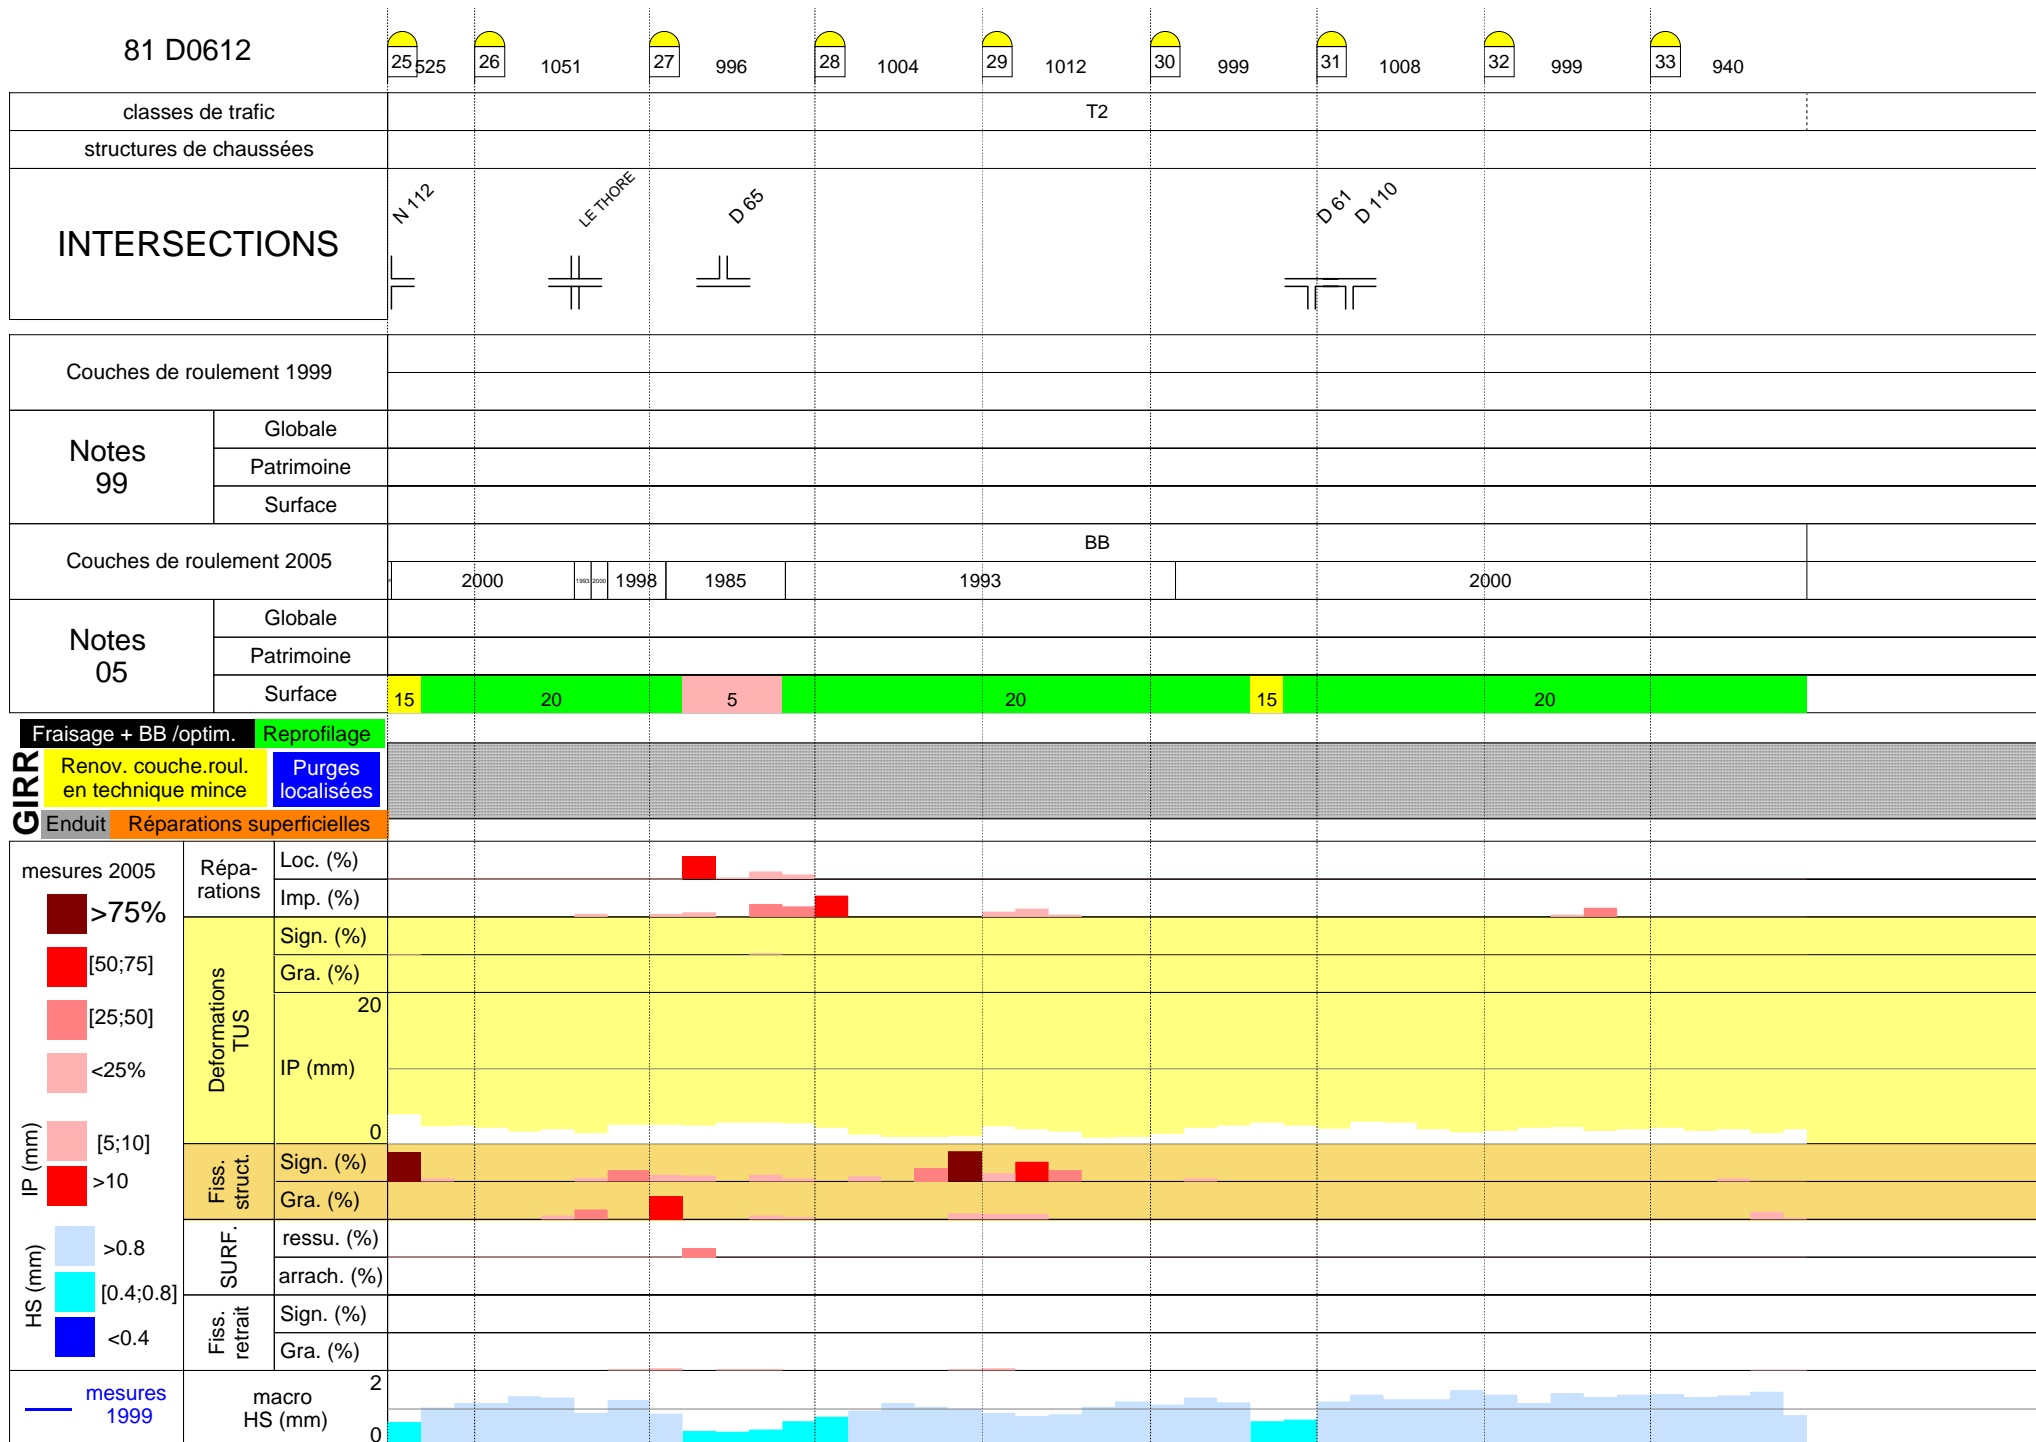 81 D0612
25 525 26 1051 27 996 28 1004 29 1012 30 999 31 1008 32 999 33 940
classes de trafic T2
structures de chaussées
INTERSECTIONS
N 112 LE THORE D 65 D 61 D 110
Couches de roulement 1999
Notes 99
Globale
Patrimoine
Surface
Couches de roulement 2005
BB
2000 1993 2000 1998 1985 1993 2000
Notes 05
Globale
Patrimoine
Surface 15 20 5 20 15 20
GIRR
Fraisage + BB /optim. Reprofilage
Renov. couche.roul.
en technique mince
Purges
localisées
Enduit Réparations superficielles
mesures 2005
>75%
[50;75]
[25;50]
<25%
IP (mm)
[5;10]
>10
HS (mm)
>0.8
[0.4;0.8]
<0.4
mesures
1999
Répa-
rations
Loc. (%)
Imp. (%)
Deformations
TUS
Sign. (%)
Gra. (%)
20
IP (mm)
0
Fiss.
struct.
Sign. (%)
Gra. (%)
SURF.
ressu. (%)
arrach. (%)
Fiss.
retrait
Sign. (%)
Gra. (%)
macro
HS (mm)
2
0